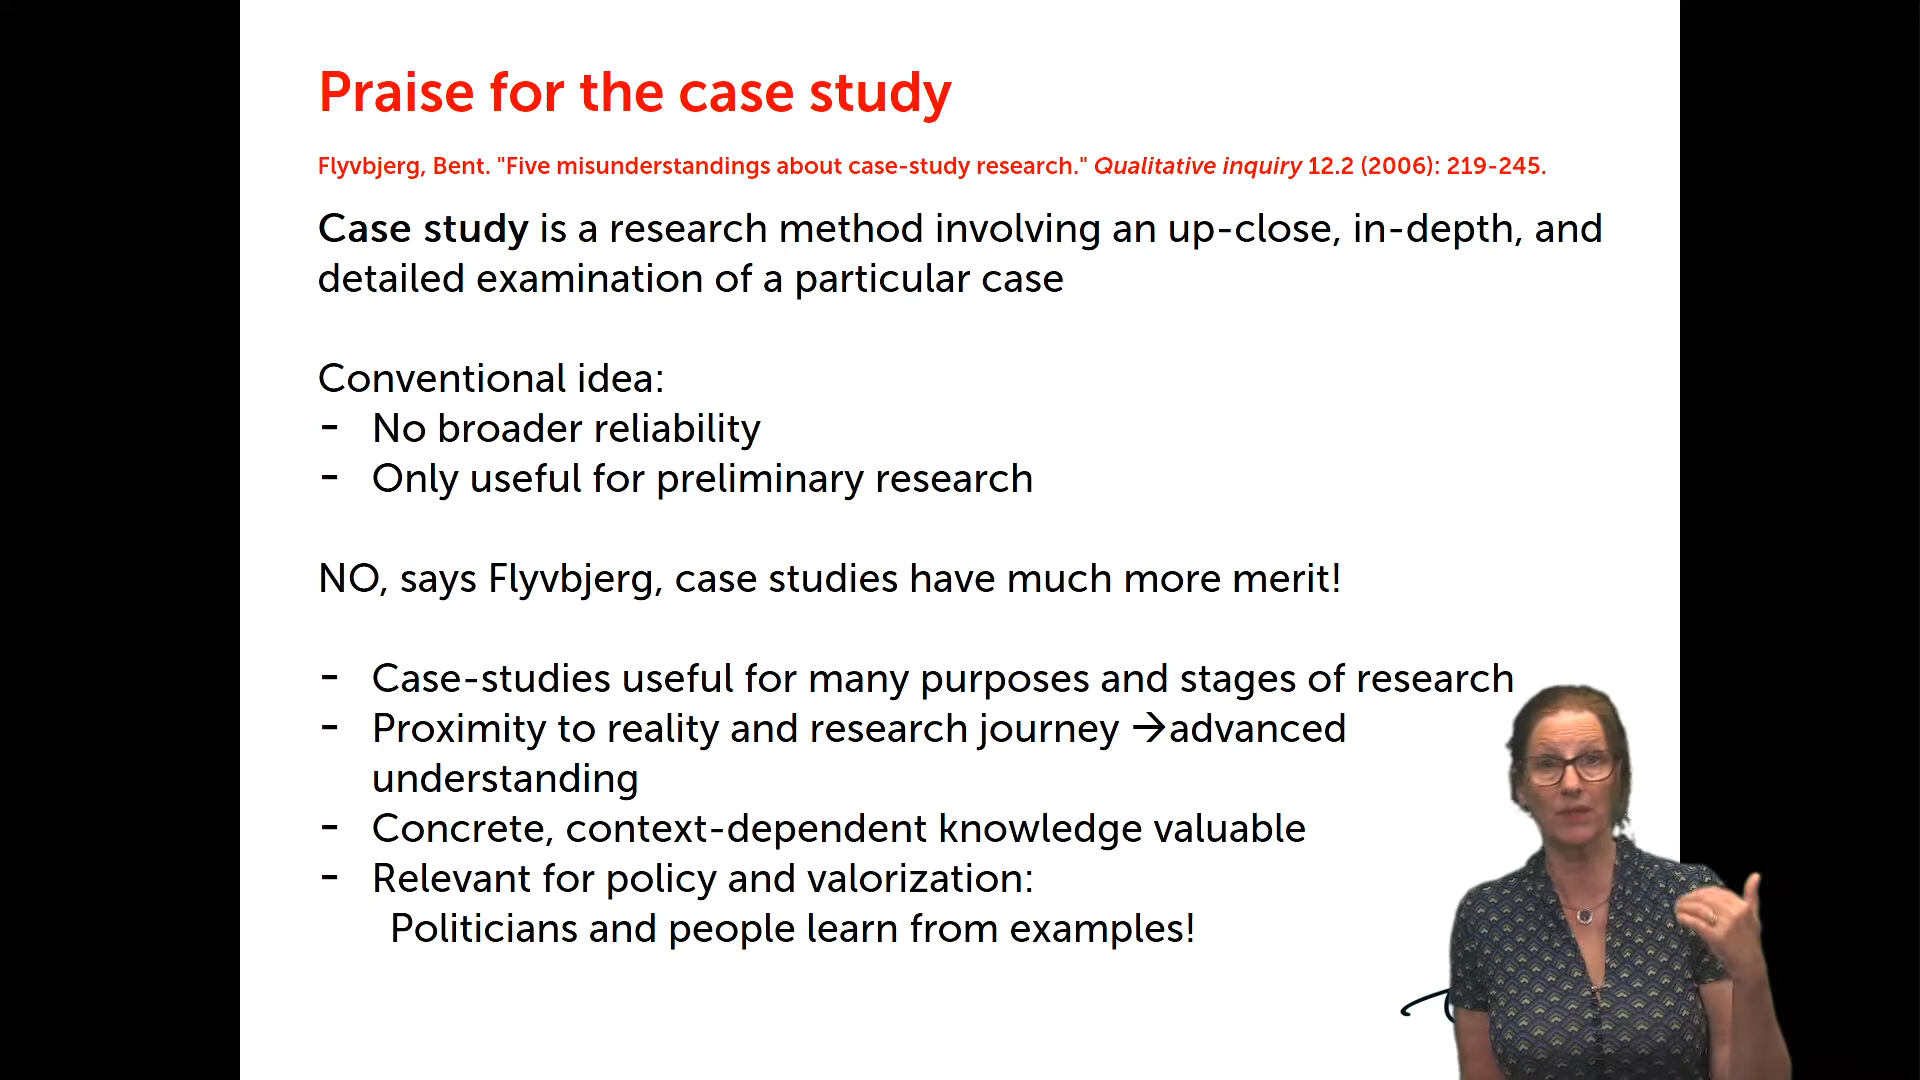 Praise for the case study
Flyvbjerg, Bent. "Five misunderstandings about case-study research." Qualitative inquiry 12.2 (2006): 219-245.
Case study is a research method involving an up-close, in-depth, and
detailed examination of a particular case
Conventional idea:
- No broader reliability
- Only useful for preliminary research
NO, says Flyvbjerg, case studies have much more merit!
- Case-studies useful for many purposes and stages of research
- Proximity to reality and research journey →advanced
understanding
- Concrete, context-dependent knowledge valuable
- Relevant for policy and valorization:
Politicians and people learn from examples!